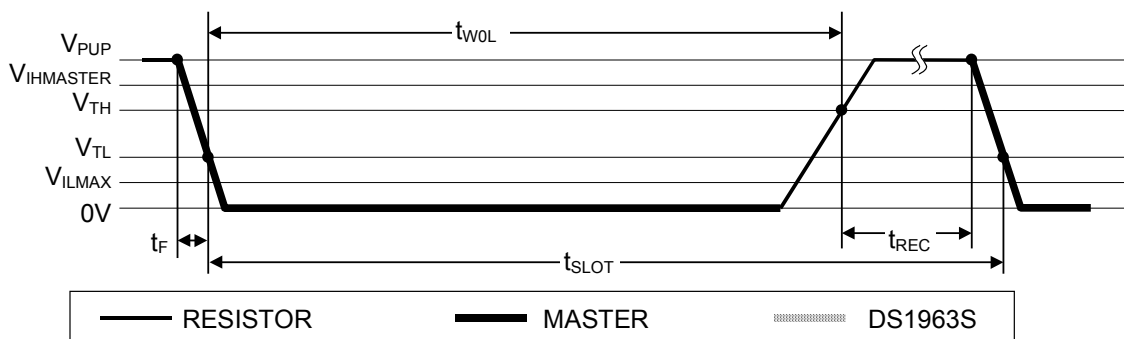 tW0L
VPUP
VIHMASTER
VTH
VTL
VILMAX
0V
tF
tREC
tSLOT
RESISTOR MASTER DS1963S